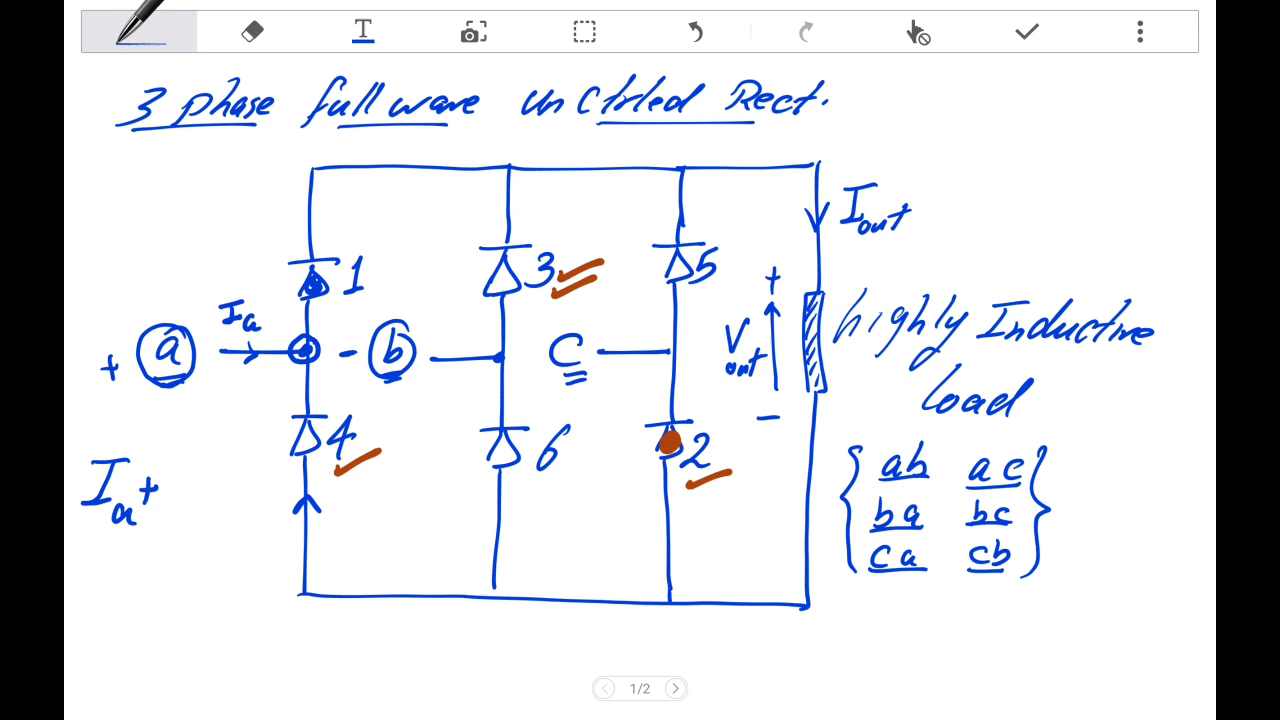 T
3 phase full wave unctrled Rect.
Iout
1
3
5
Ia
+ a
- b
c
+
Vout
-
highly Inductive
Load
4
6
2
Ia+
{ ab ac }
ba bc
ca cb
1/2